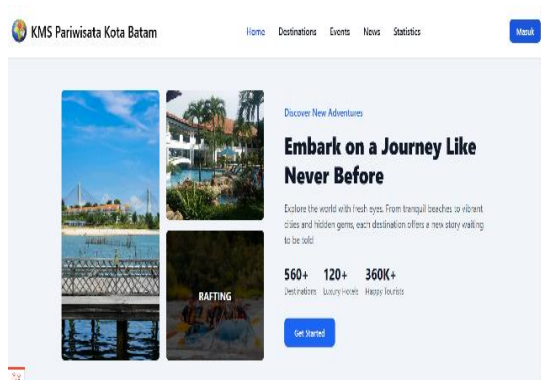 KMS Pariwisata Kota Batam
Home Destinations Events News Statistics
Masuk
Discover New Adventures
Embark on a Journey Like
Never Before
Explore the world with fresh eyes. From tranquil beaches to vibrant
cities and hidden gems, each destination offers a new story waiting
to be told
560+ 120+ 360K+
Destinations Luxury Hotels Happy Tourists
Get Started
RAFTING